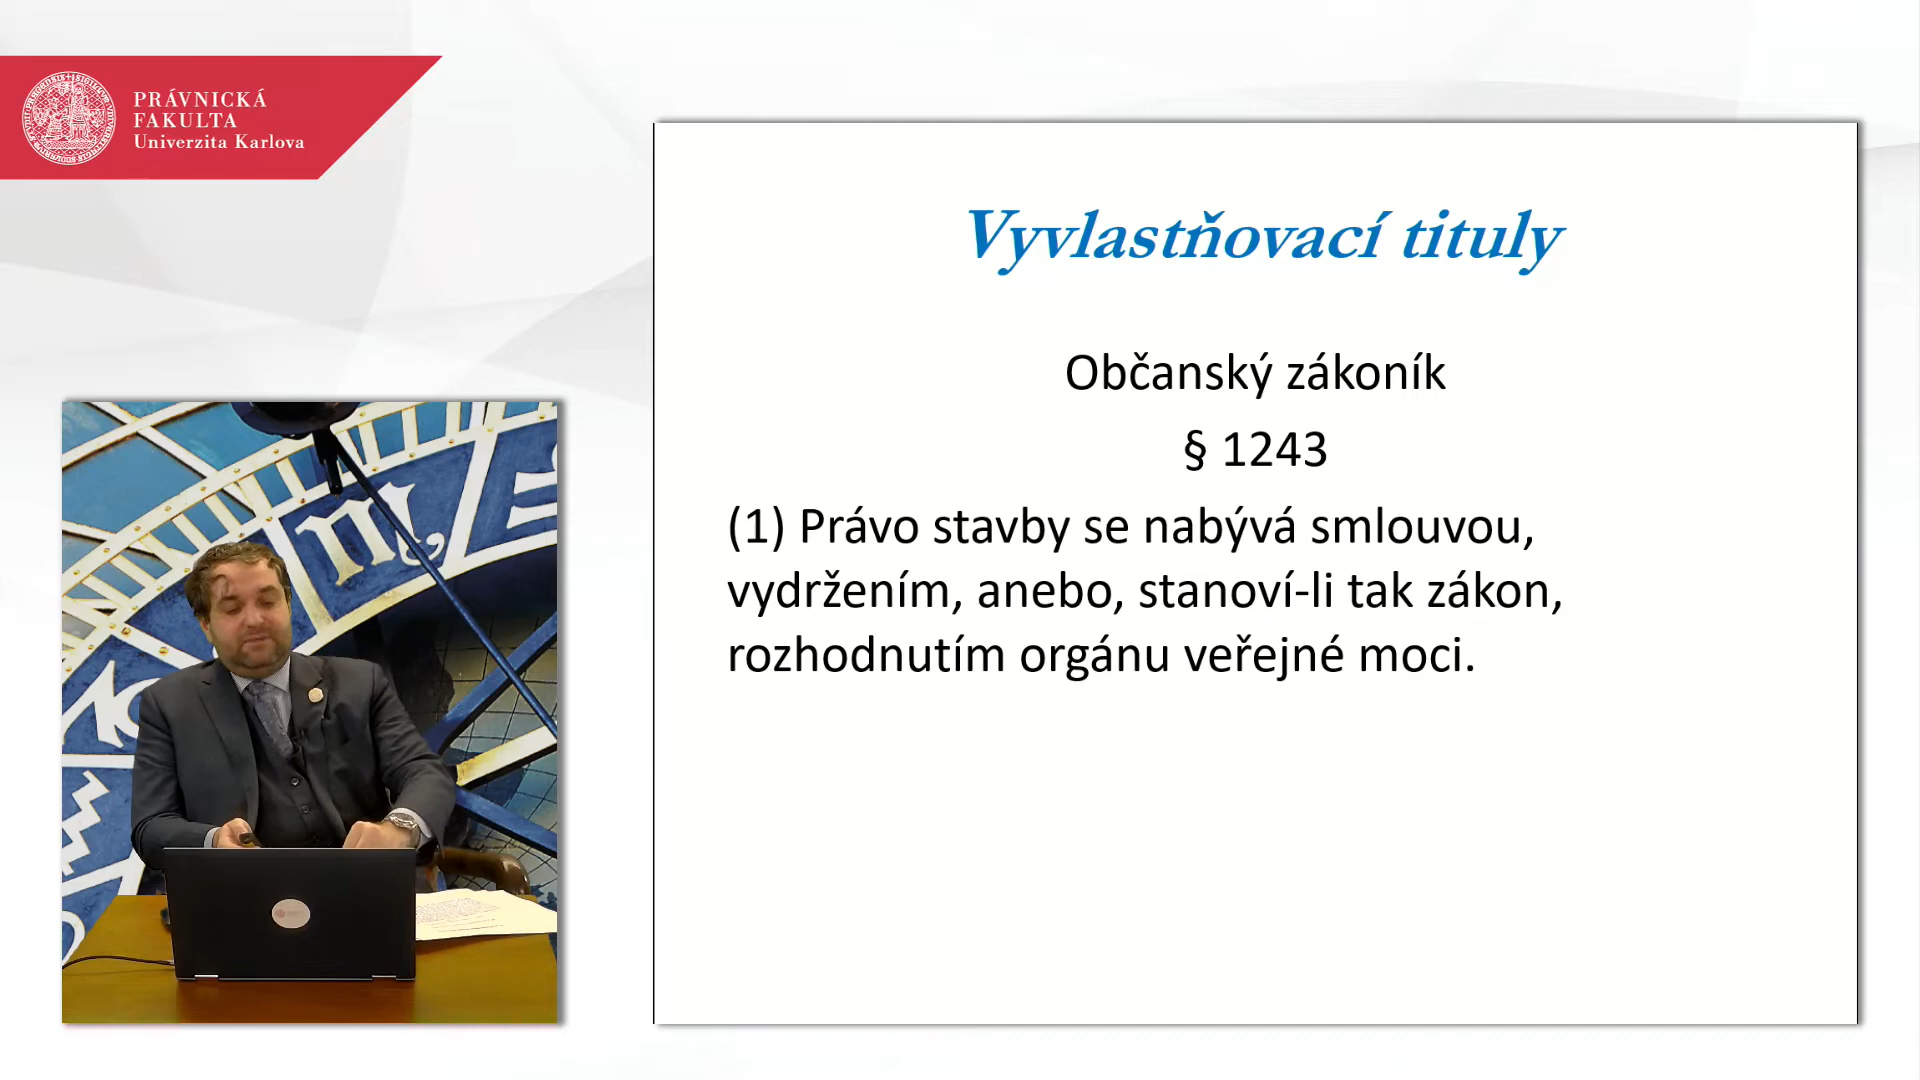 PRÁVNICKÁ
FAKULTA
Univerzita Karlova
Vyvlastňovací tituly
Občanský zákoník
§ 1243
(1) Právo stavby se nabývá smlouvou,
vydržením, anebo, stanoví-li tak zákon,
rozhodnutím orgánu veřejné moci.